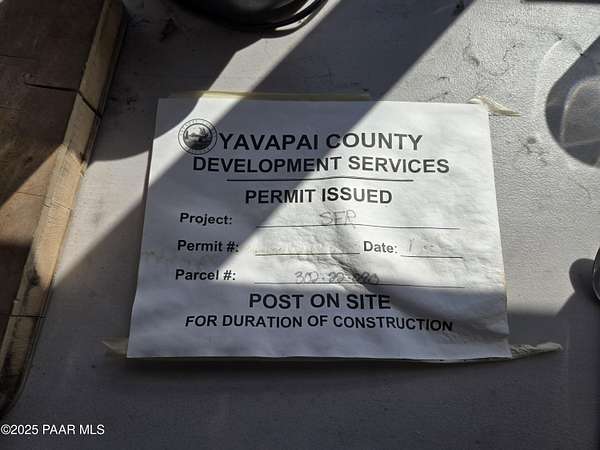 YAVAPAI COUNTY
DEVELOPMENT SERVICES
PERMIT ISSUED
Project: SFR
Permit #: Date:
Parcel #:
POST ON SITE
FOR DURATION OF CONSTRUCTION
©2025 PAAR MLS